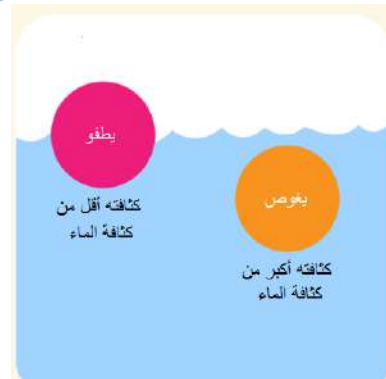 يطفو
كثافته أقل من
كثافة الماء
يغوص
كثافته أكبر من
كثافة الماء